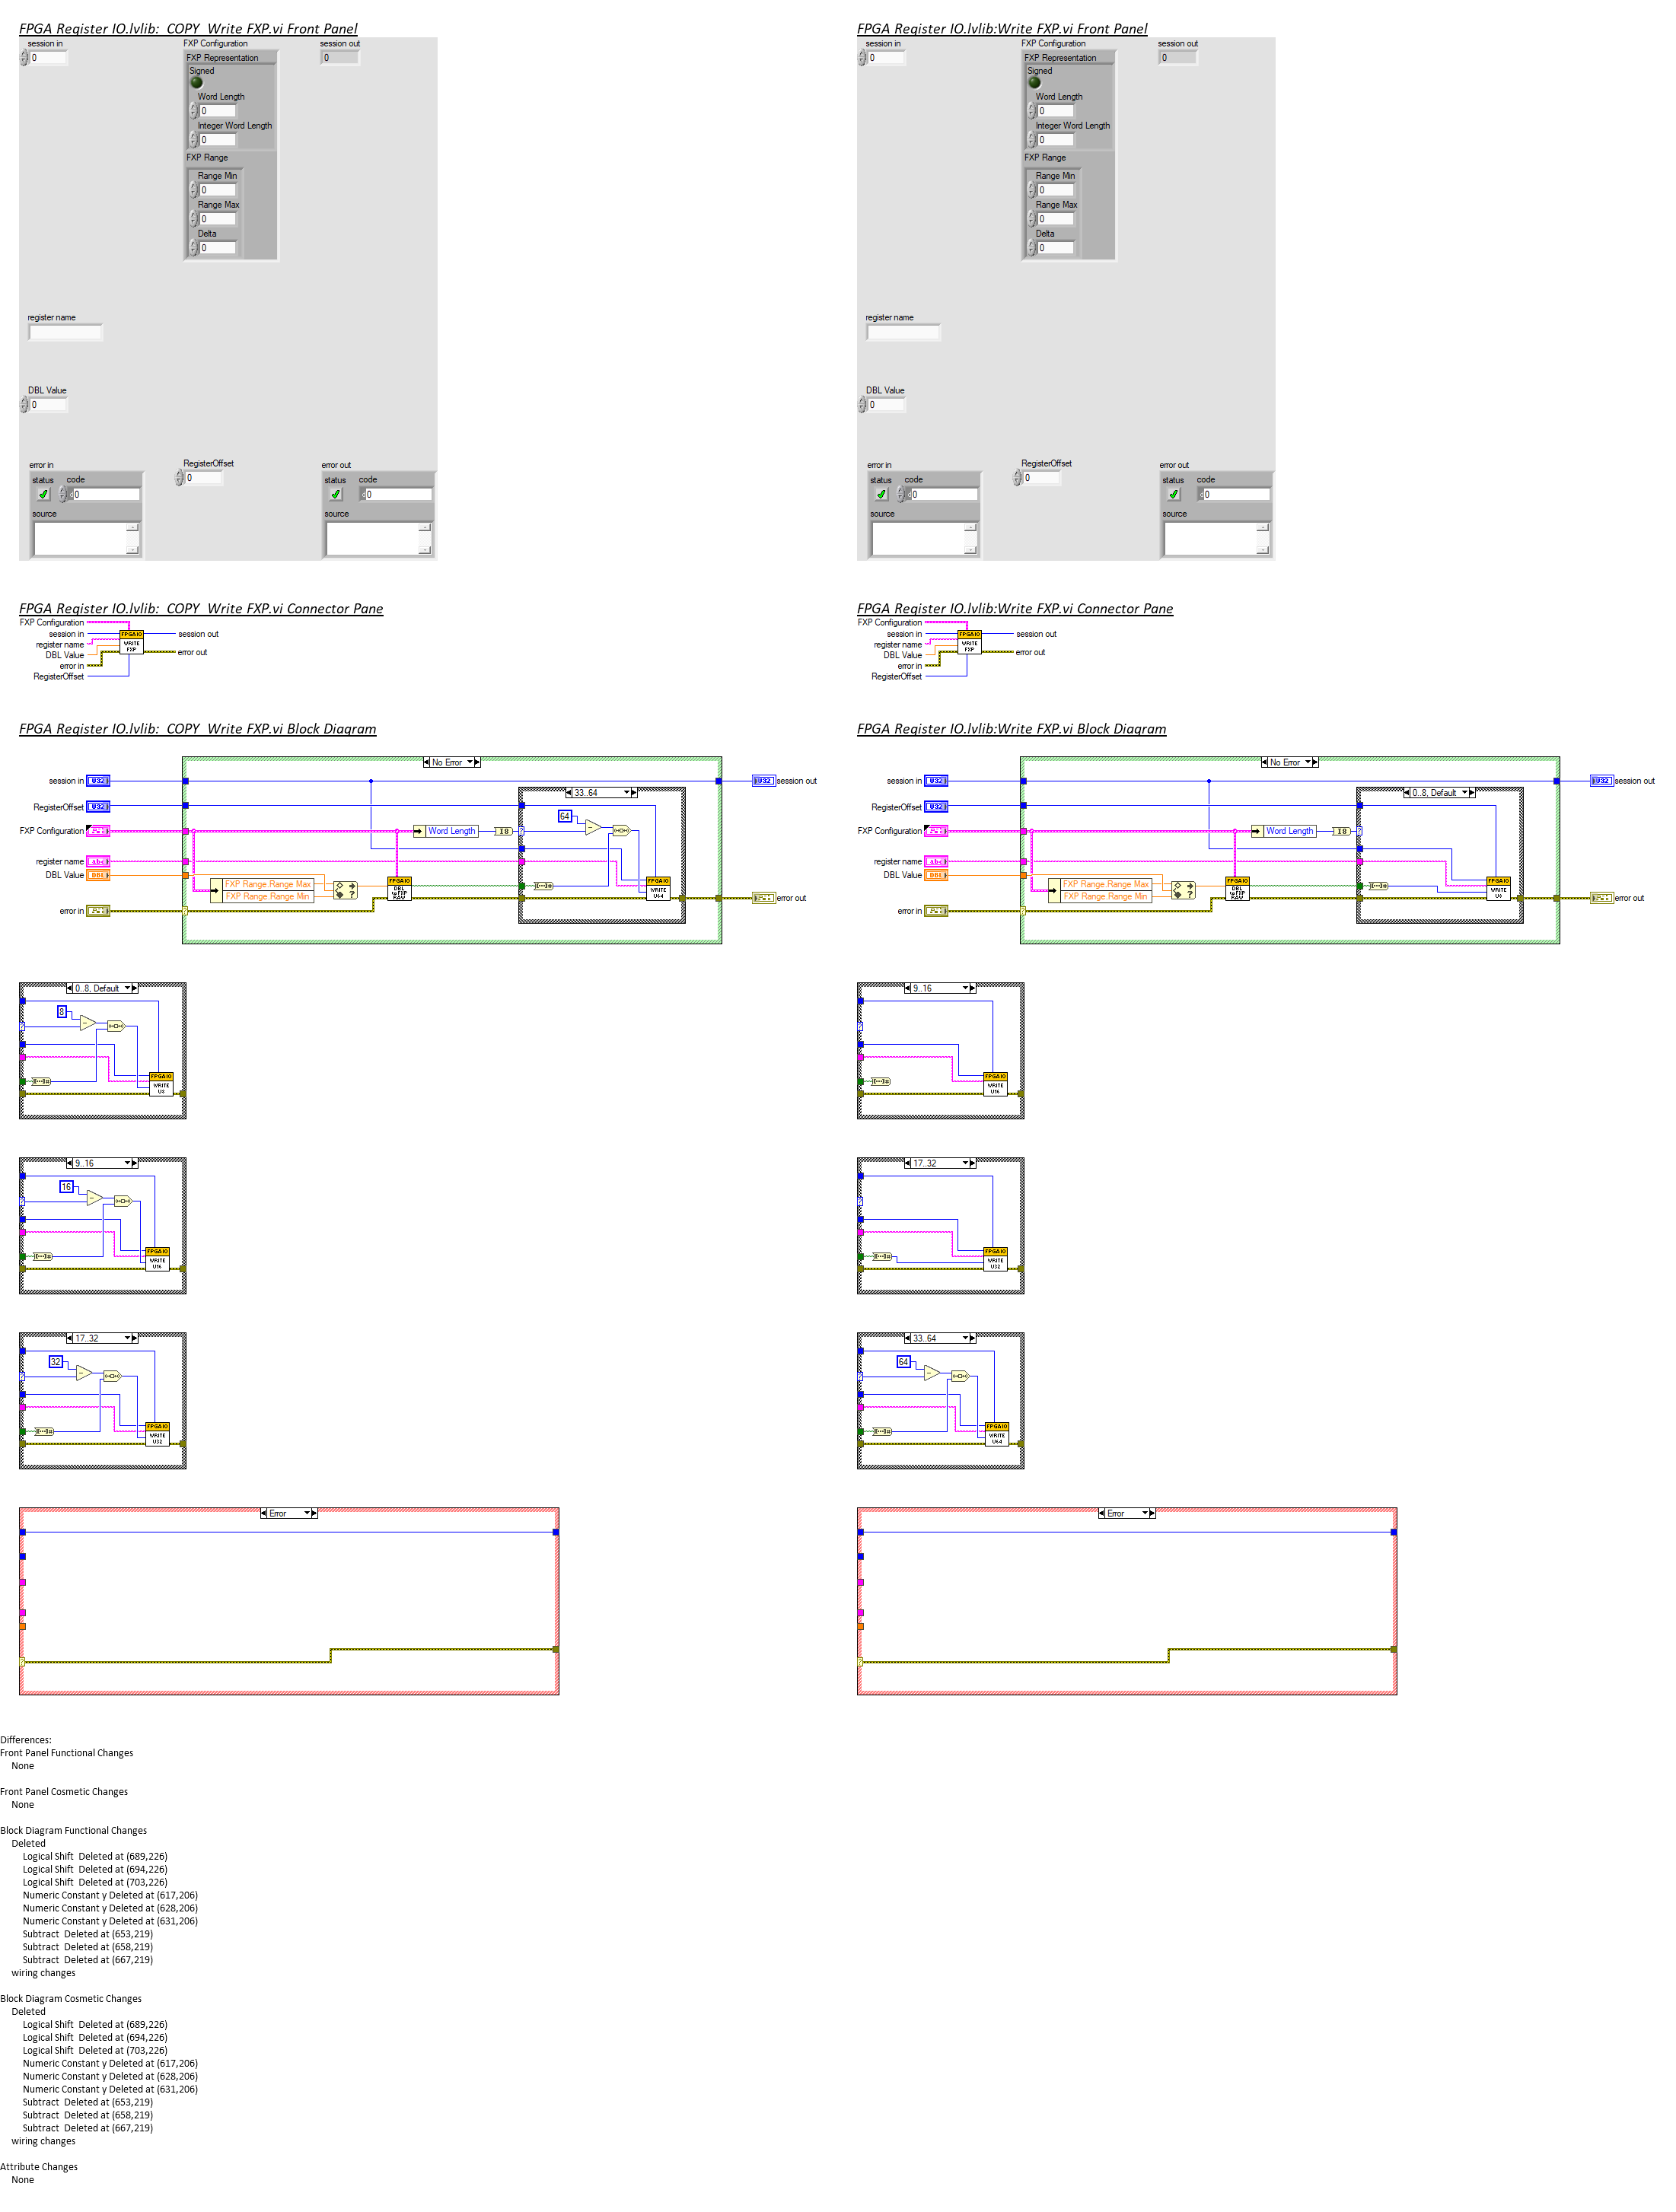 FPGA Register IO.lvlib:  COPY  Write FXP.vi Front Panel
session in
0
FXP Configuration
FXP Representation
Signed
Word Length
0
Integer Word Length
0
FXP Range
Range Min
0
Range Max
0
Delta
0
session out
0
register name
DBL Value
0
error in
status
code
d0
source
RegisterOffset
0
error out
status
code
d0
source
FPGA Register IO.lvlib:Write FXP.vi Front Panel
session in
0
FXP Configuration
FXP Representation
Signed
Word Length
0
Integer Word Length
0
FXP Range
Range Min
0
Range Max
0
Delta
0
session out
0
register name
DBL Value
0
error in
status
code
d0
source
RegisterOffset
0
error out
status
code
d0
source
FPGA Register IO.lvlib:  COPY  Write FXP.vi Connector Pane
FXP Configuration
session in
register name
DBL Value
error in
RegisterOffset
FPGA IO
WRITE
FXP
session out
error out
FPGA Register IO.lvlib:Write FXP.vi Connector Pane
FXP Configuration
session in
register name
DBL Value
error in
RegisterOffset
FPGA IO
WRITE
FXP
session out
error out
FPGA Register IO.lvlib:  COPY  Write FXP.vi Block Diagram
No Error
session in
U32
U32
session out
RegisterOffset
U32
33..64
64
FXP Configuration
Word Length
I8
register name
abc
DBL Value
DBL
FXP Range.Range Max
FXP Range.Range Min
FPGA IO
DBL
to FXP
RAW
FPGA IO
WRITE
U64
error in
error out
0..8, Default
8
FPGA IO
WRITE
U8
9..16
16
FPGA IO
WRITE
U16
17..32
32
FPGA IO
WRITE
U32
Error
FPGA Register IO.lvlib:Write FXP.vi Block Diagram
No Error
session in
U32
U32
session out
RegisterOffset
U32
0..8, Default
FXP Configuration
Word Length
I8
register name
abc
DBL Value
DBL
FXP Range.Range Max
FXP Range.Range Min
FPGA IO
DBL
to FXP
RAW
FPGA IO
WRITE
U8
error in
error out
9..16
FPGA IO
WRITE
U16
17..32
FPGA IO
WRITE
U32
33..64
64
FPGA IO
WRITE
U64
Error
Differences:
Front Panel Functional Changes
None
Front Panel Cosmetic Changes
None
Block Diagram Functional Changes
Deleted
Logical Shift  Deleted at (689,226)
Logical Shift  Deleted at (694,226)
Logical Shift  Deleted at (703,226)
Numeric Constant y Deleted at (617,206)
Numeric Constant y Deleted at (628,206)
Numeric Constant y Deleted at (631,206)
Subtract  Deleted at (653,219)
Subtract  Deleted at (658,219)
Subtract  Deleted at (667,219)
wiring changes
Block Diagram Cosmetic Changes
Deleted
Logical Shift  Deleted at (689,226)
Logical Shift  Deleted at (694,226)
Logical Shift  Deleted at (703,226)
Numeric Constant y Deleted at (617,206)
Numeric Constant y Deleted at (628,206)
Numeric Constant y Deleted at (631,206)
Subtract  Deleted at (653,219)
Subtract  Deleted at (658,219)
Subtract  Deleted at (667,219)
wiring changes
Attribute Changes
None